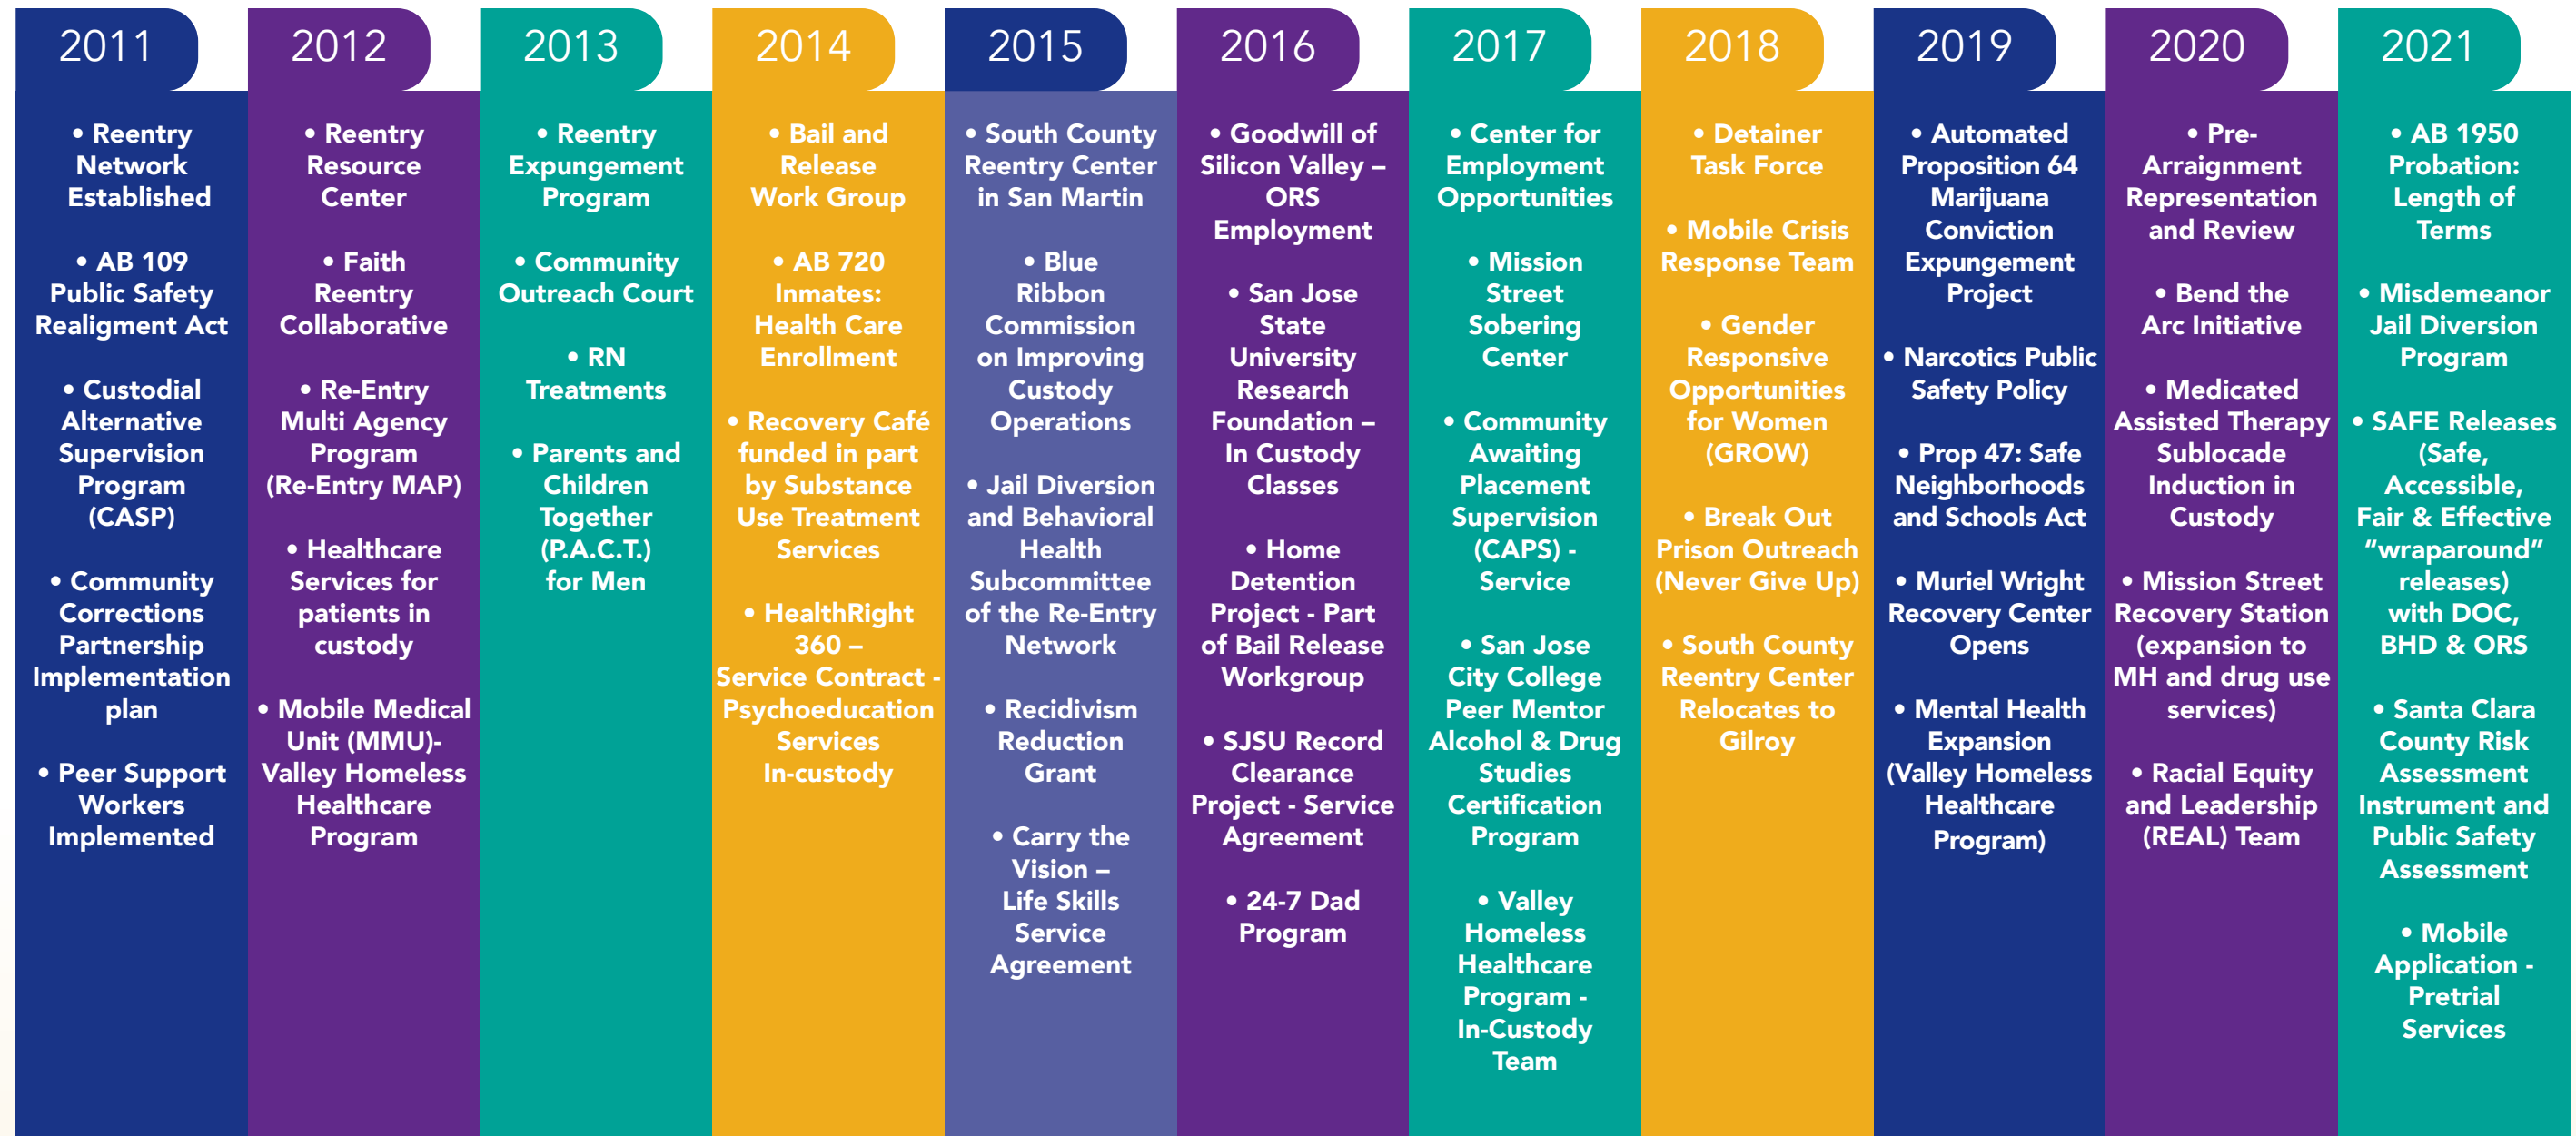 2011
• Reentry
Network
Established
• AB 109
Public Safety
Realigment Act
• Custodial
Alternative
Supervision
Program
(CASP)
• Community
Corrections
Partnership
Implementation
plan
• Peer Support
Workers
Implemented
2012
• Reentry
Resource
Center
• Faith
Reentry
Collaborative
• Re-Entry
Multi Agency
Program
(Re-Entry MAP)
• Healthcare
Services for
patients in
custody
• Mobile Medical
Unit (MMU)-
Valley Homeless
Healthcare
Program
2013
• Reentry
Expungement
Program
• Community
Outreach Court
• RN
Treatments
• Parents and
Children
Together
(P.A.C.T.)
for Men
2014
• Bail and
Release
Work Group
• AB 720
Inmates:
Health Care
Enrollment
• Recovery Café
funded in part
by Substance
Use Treatment
Services
• HealthRight
360 –
Service Contract -
Psychoeducation
Services
In-custody
2015
• South County
Reentry Center
in San Martin
• Blue
Ribbon
Commission
on Improving
Custody
Operations
• Jail Diversion
and Behavioral
Health
Subcommittee
of the Re-Entry
Network
• Recidivism
Reduction
Grant
• Carry the
Vision –
Life Skills
Service
Agreement
2016
• Goodwill of
Silicon Valley –
ORS
Employment
• San Jose
State
University
Research
Foundation –
In Custody
Classes
• Home
Detention
Project - Part
of Bail Release
Workgroup
• SJSU Record
Clearance
Project - Service
Agreement
• 24-7 Dad
Program
2017
• Center for
Employment
Opportunities
• Mission
Street
Sobering
Center
• Community
Awaiting
Placement
Supervision
(CAPS) -
Service
• San Jose
City College
Peer Mentor
Alcohol & Drug
Studies
Certification
Program
• Valley
Homeless
Healthcare
Program -
In-Custody
Team
2018
• Detainer
Task Force
• Mobile Crisis
Response Team
• Gender
Responsive
Opportunities
for Women
(GROW)
• Break Out
Prison Outreach
(Never Give Up)
• South County
Reentry Center
Relocates to
Gilroy
2019
• Automated
Proposition 64
Marijuana
Conviction
Expungement
Project
• Narcotics Public
Safety Policy
• Prop 47: Safe
Neighborhoods
and Schools Act
• Muriel Wright
Recovery Center
Opens
• Mental Health
Expansion
(Valley Homeless
Healthcare
Program)
2020
• Pre-
Arraignment
Representation
and Review
• Bend the
Arc Initiative
• Medicated
Assisted Therapy
Sublocade
Induction in
Custody
• Mission Street
Recovery Station
(expansion to
MH and drug use
services)
• Racial Equity
and Leadership
(REAL) Team
2021
• AB 1950
Probation:
Length of
Terms
• Misdemeanor
Jail Diversion
Program
• SAFE Releases
(Safe,
Accessible,
Fair & Effective
“wraparound”
releases)
with DOC,
BHD & ORS
• Santa Clara
County Risk
Assessment
Instrument and
Public Safety
Assessment
• Mobile
Application -
Pretrial
Services